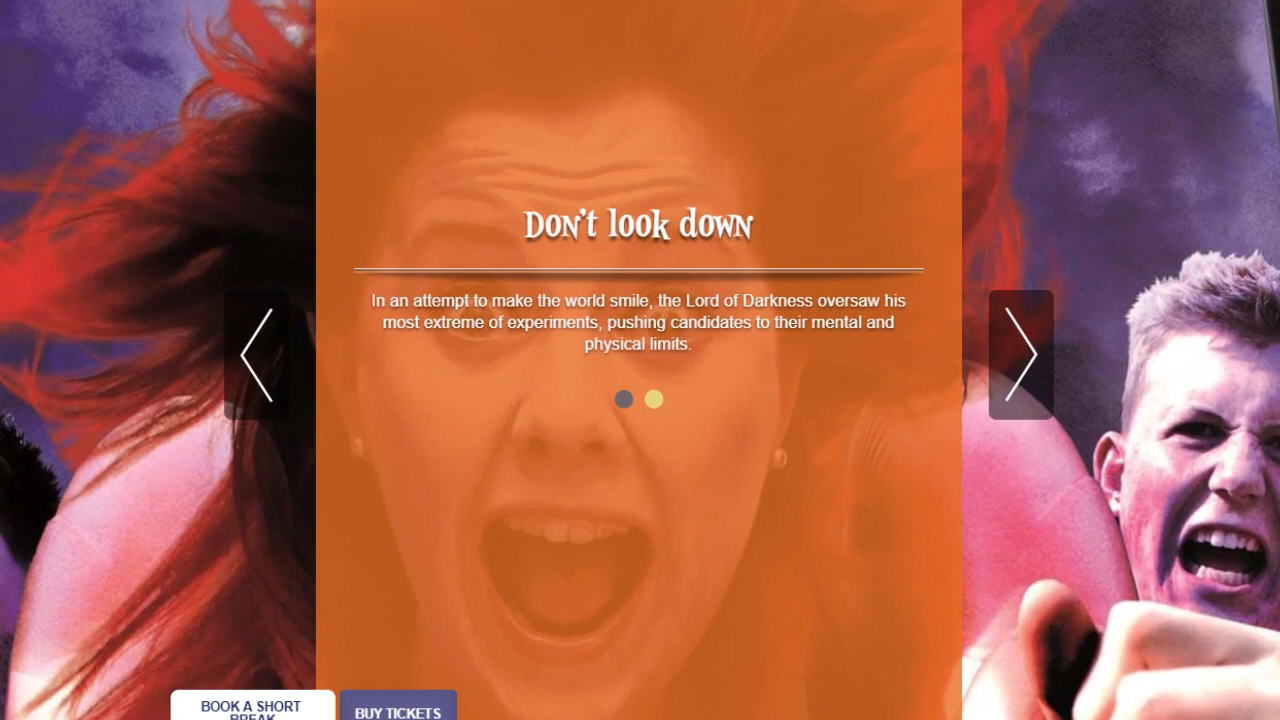 Don't look down
In an attempt to make the world smile, the Lord of Darkness oversaw his
most extreme of experiments, pushing candidates to their mental and
physical limits.
BOOK A SHORT
BREAK
BUY TICKETS